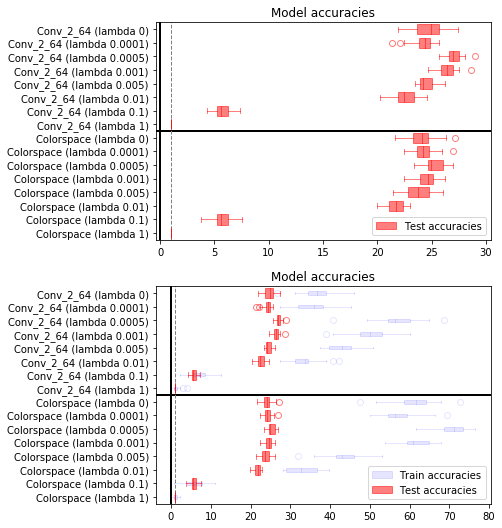 Model accuracies
Conv_2_64 (lambda 0)
Conv_2_64 (lambda 0.0001)
Conv_2_64 (lambda 0.0005)
Conv_2_64 (lambda 0.001)
Conv_2_64 (lambda 0.005)
Conv_2_64 (lambda 0.01)
Conv_2_64 (lambda 0.1)
Conv_2_64 (lambda 1)
Colorspace (lambda 0)
Colorspace (lambda 0.0001)
Colorspace (lambda 0.0005)
Colorspace (lambda 0.001)
Colorspace (lambda 0.005)
Colorspace (lambda 0.01)
Colorspace (lambda 0.1)
Colorspace (lambda 1)
Test accuracies
0 5 10 15 20 25 30
Model accuracies
Conv_2_64 (lambda 0)
Conv_2_64 (lambda 0.0001)
Conv_2_64 (lambda 0.0005)
Conv_2_64 (lambda 0.001)
Conv_2_64 (lambda 0.005)
Conv_2_64 (lambda 0.01)
Conv_2_64 (lambda 0.1)
Conv_2_64 (lambda 1)
Colorspace (lambda 0)
Colorspace (lambda 0.0001)
Colorspace (lambda 0.0005)
Colorspace (lambda 0.001)
Colorspace (lambda 0.005)
Colorspace (lambda 0.01)
Colorspace (lambda 0.1)
Colorspace (lambda 1)
Train accuracies
Test accuracies
0 10 20 30 40 50 60 70 80